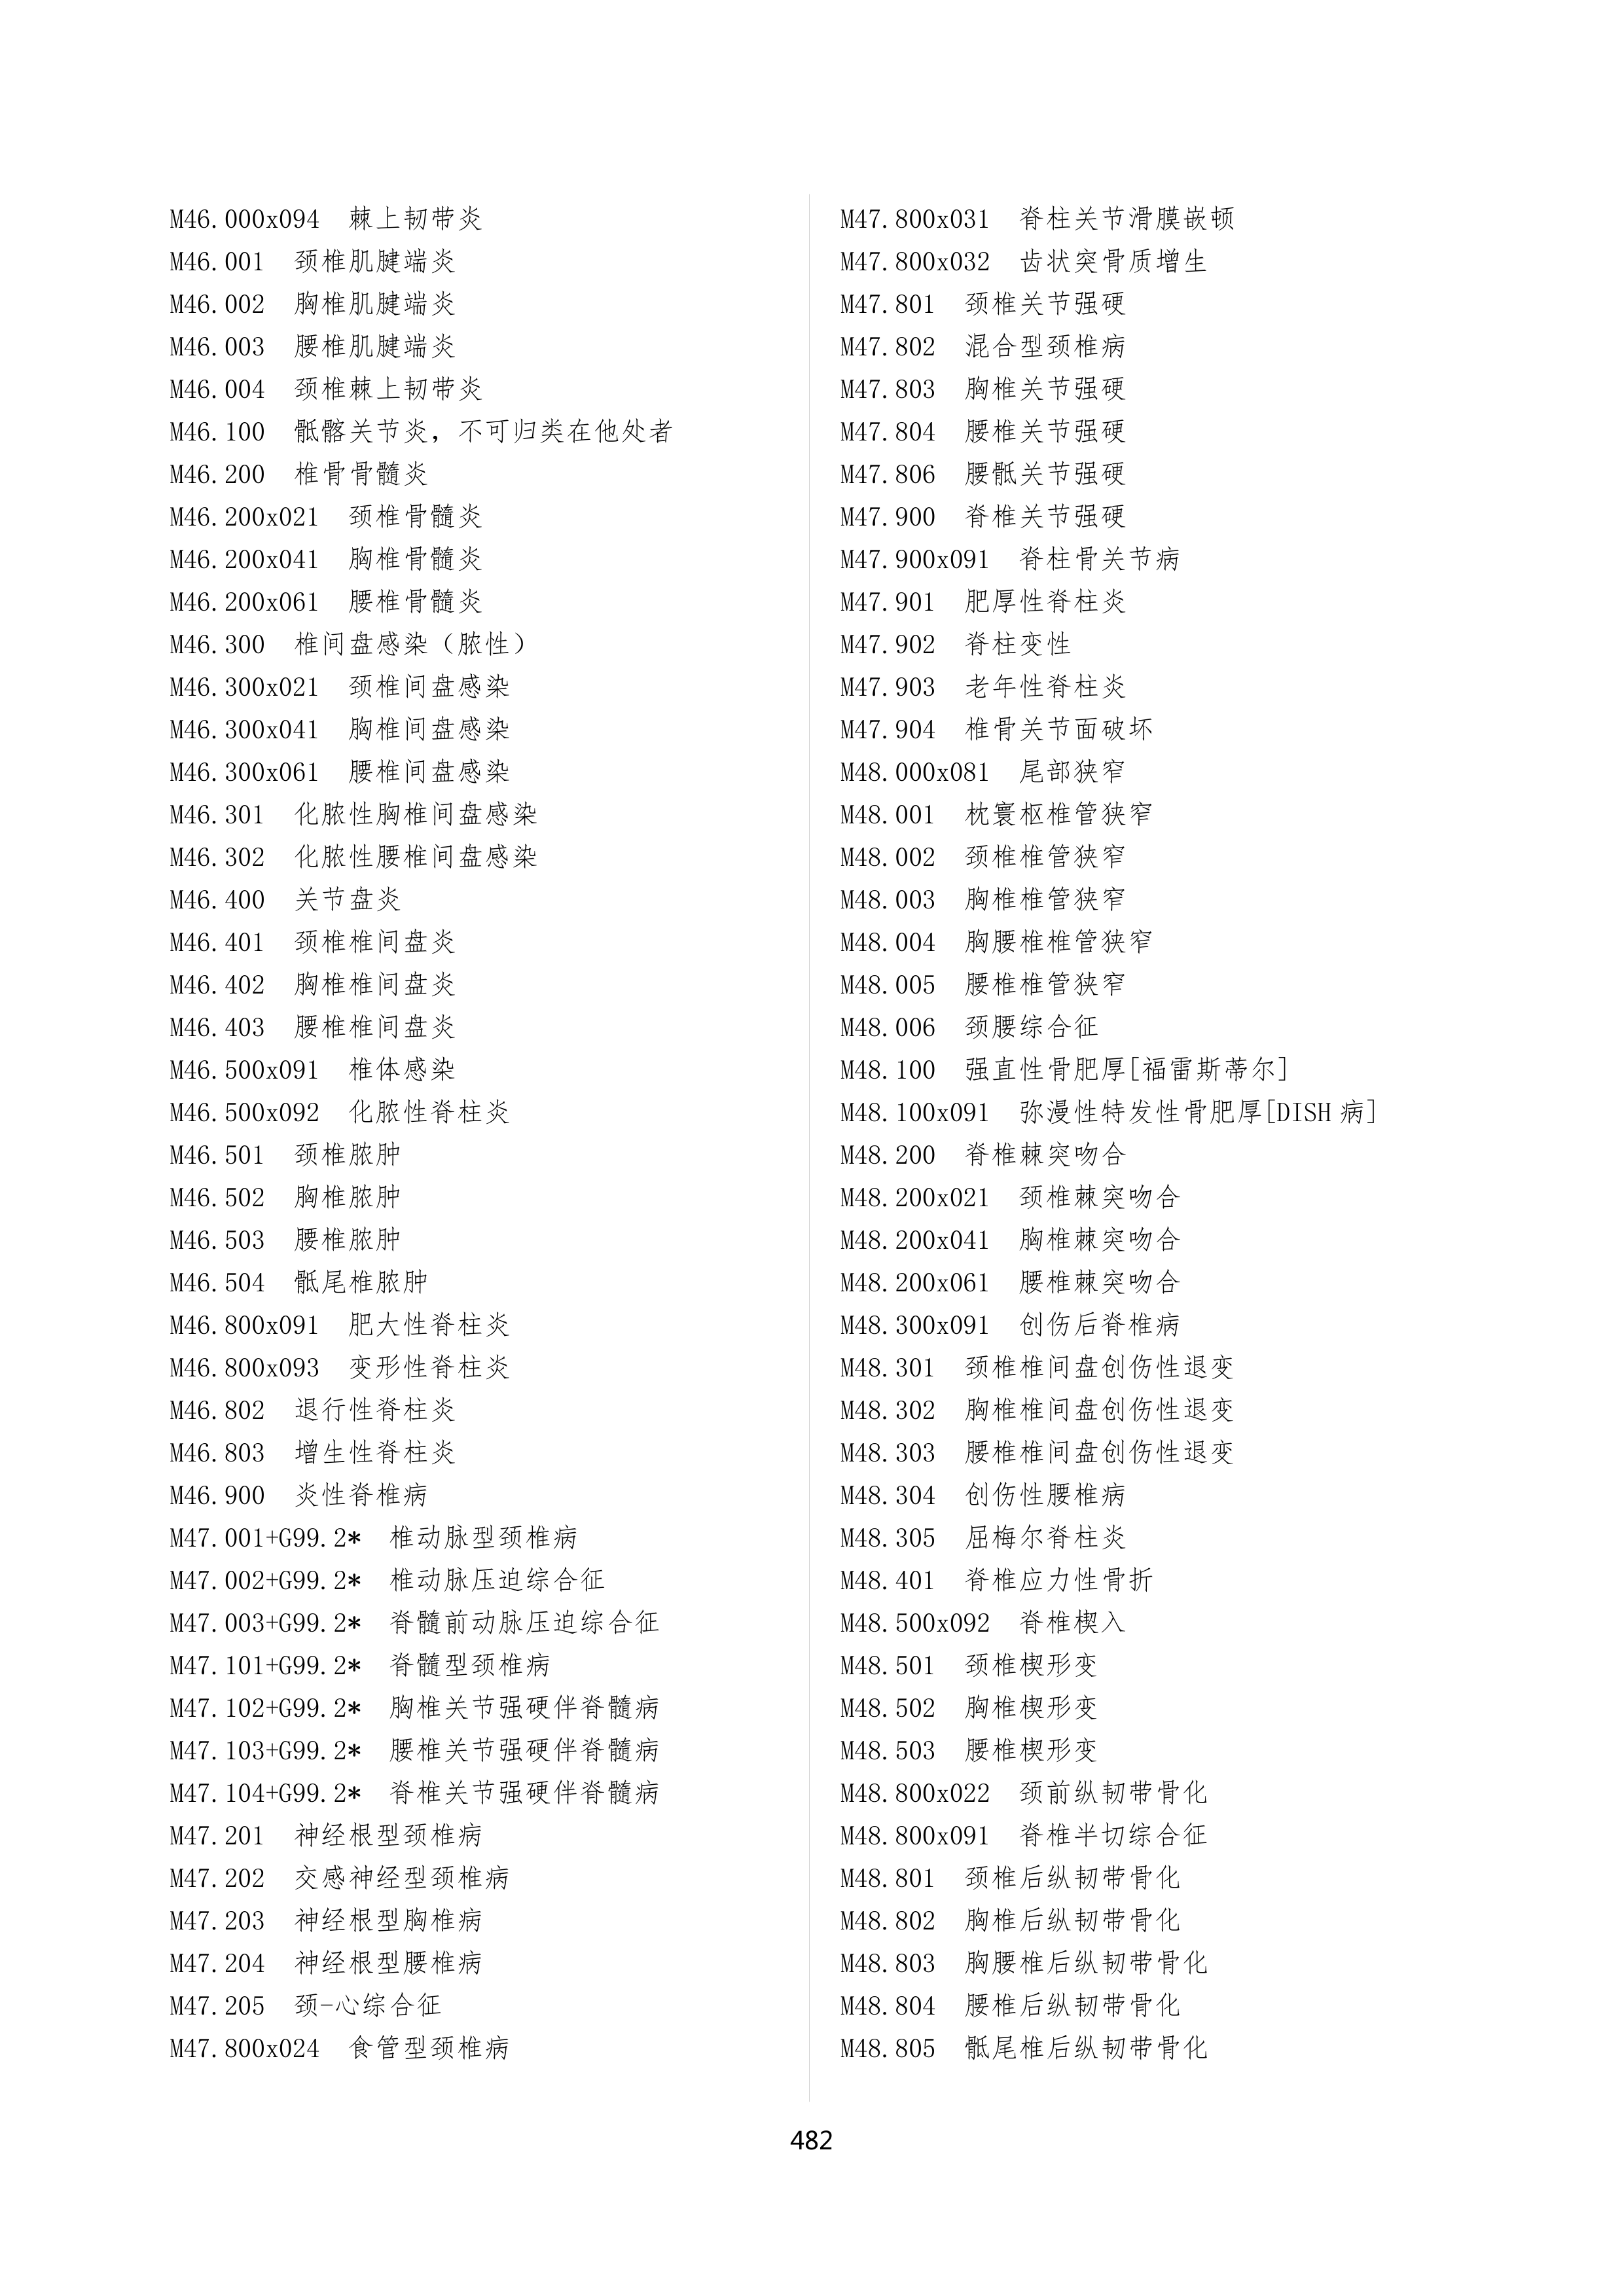 M46.000x094 棘上韧带炎
M46.001 颈椎肌腱端炎
M46.002 胸椎肌腱端炎
M46.003 腰椎肌腱端炎
M46.004 颈椎棘上韧带炎
M46.100 骶髂关节炎，不可归类在他处者
M46.200 椎骨骨髓炎
M46.200x021 颈椎骨髓炎
M46.200x041 胸椎骨髓炎
M46.200x061 腰椎骨髓炎
M46.300 椎间盘感染（脓性）
M46.300x021 颈椎间盘感染
M46.300x041 胸椎间盘感染
M46.300x061 腰椎间盘感染
M46.301 化脓性胸椎间盘感染
M46.302 化脓性腰椎间盘感染
M46.400 关节盘炎
M46.401 颈椎椎间盘炎
M46.402 胸椎椎间盘炎
M46.403 腰椎椎间盘炎
M46.500x091 椎体感染
M46.500x092 化脓性脊柱炎
M46.501 颈椎脓肿
M46.502 胸椎脓肿
M46.503 腰椎脓肿
M46.504 骶尾椎脓肿
M46.800x091 肥大性脊柱炎
M46.800x093 变形性脊柱炎
M46.802 退行性脊柱炎
M46.803 增生性脊柱炎
M46.900 炎性脊椎病
M47.001+G99.2* 椎动脉型颈椎病
M47.002+G99.2* 椎动脉压迫综合征
M47.003+G99.2* 脊髓前动脉压迫综合征
M47.101+G99.2* 脊髓型颈椎病
M47.102+G99.2* 胸椎关节强硬伴脊髓病
M47.103+G99.2* 腰椎关节强硬伴脊髓病
M47.104+G99.2* 脊椎关节强硬伴脊髓病
M47.201 神经根型颈椎病
M47.202 交感神经型颈椎病
M47.203 神经根型胸椎病
M47.204 神经根型腰椎病
M47.205 颈-心综合征
M47.800x024 食管型颈椎病
M47.800x031 脊柱关节滑膜嵌顿
M47.800x032 齿状突骨质增生
M47.801 颈椎关节强硬
M47.802 混合型颈椎病
M47.803 胸椎关节强硬
M47.804 腰椎关节强硬
M47.806 腰骶关节强硬
M47.900 脊椎关节强硬
M47.900x091 脊柱骨关节病
M47.901 肥厚性脊柱炎
M47.902 脊柱变性
M47.903 老年性脊柱炎
M47.904 椎骨关节面破坏
M48.000x081 尾部狭窄
M48.001 枕寰枢椎管狭窄
M48.002 颈椎椎管狭窄
M48.003 胸椎椎管狭窄
M48.004 胸腰椎椎管狭窄
M48.005 腰椎椎管狭窄
M48.006 颈腰综合征
M48.100 强直性骨肥厚[福雷斯蒂尔]
M48.100x091 弥漫性特发性骨肥厚[DISH 病]
M48.200 脊椎棘突吻合
M48.200x021 颈椎棘突吻合
M48.200x041 胸椎棘突吻合
M48.200x061 腰椎棘突吻合
M48.300x091 创伤后脊椎病
M48.301 颈椎椎间盘创伤性退变
M48.302 胸椎椎间盘创伤性退变
M48.303 腰椎椎间盘创伤性退变
M48.304 创伤性腰椎病
M48.305 屈梅尔脊柱炎
M48.401 脊椎应力性骨折
M48.500x092 脊椎楔入
M48.501 颈椎楔形变
M48.502 胸椎楔形变
M48.503 腰椎楔形变
M48.800x022 颈前纵韧带骨化
M48.800x091 脊椎半切综合征
M48.801 颈椎后纵韧带骨化
M48.802 胸椎后纵韧带骨化
M48.803 胸腰椎后纵韧带骨化
M48.804 腰椎后纵韧带骨化
M48.805 骶尾椎后纵韧带骨化
482